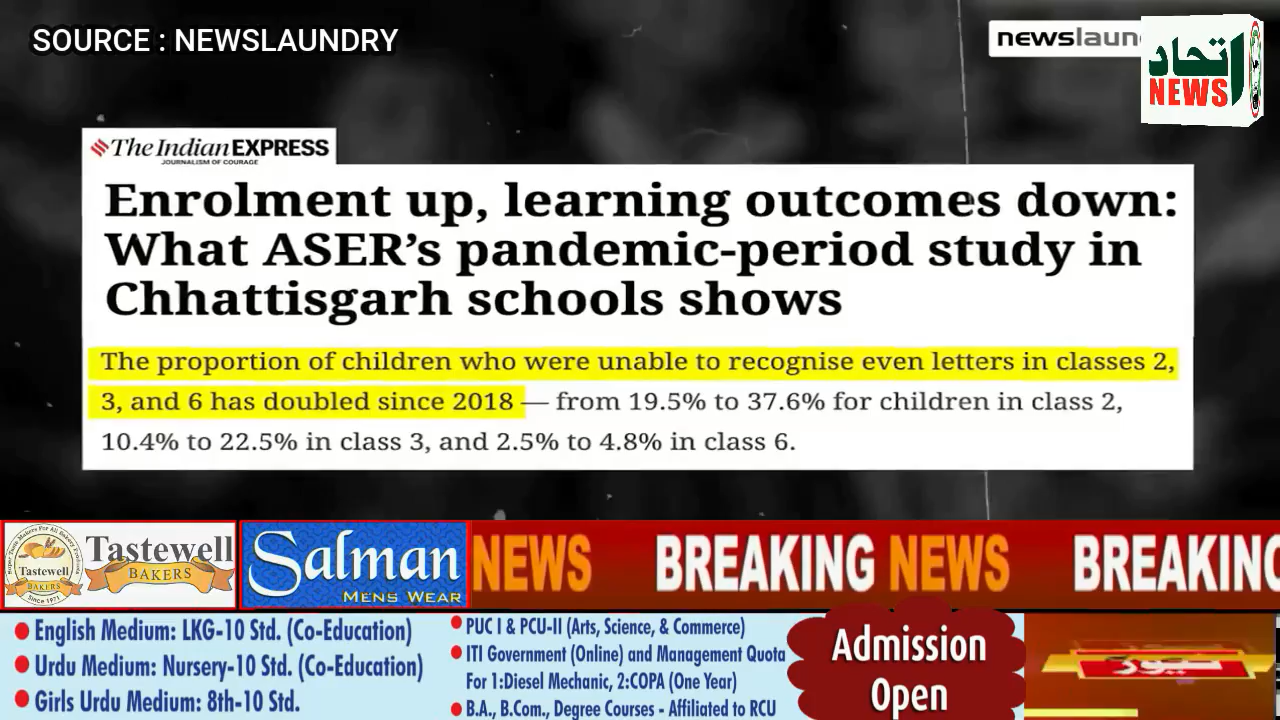 SOURCE : NEWSLAUNDRY
newslaun
اتحاد
NEWS
The Indian EXPRESS
JOURNALISM OF COURAGE
Enrolment up, learning outcomes down:
What ASER's pandemic-period study in
Chhattisgarh schools shows
The proportion of children who were unable to recognise even letters in classes 2,
3, and 6 has doubled since 2018 — from 19.5% to 37.6% for children in class 2,
10.4% to 22.5% in class 3, and 2.5% to 4.8% in class 6.
Tastewell
BAKERS
Since 1971
Tastewell
BAKERS
Salman
MENS WEAR
NEWS BREAKING NEWS BREAKING
English Medium: LKG-10 Std. (Co-Education)
Urdu Medium: Nursery-10 Std. (Co-Education)
Girls Urdu Medium: 8th-10 Std.
PUC I & PCU-II (Arts, Science, & Commerce)
ITI Government (Online) and Management Quota
For 1:Diesel Mechanic, 2:COPA (One Year)
B.A., B.Com., Degree Courses - Affiliated to RCU
Admission
Open
نیوز